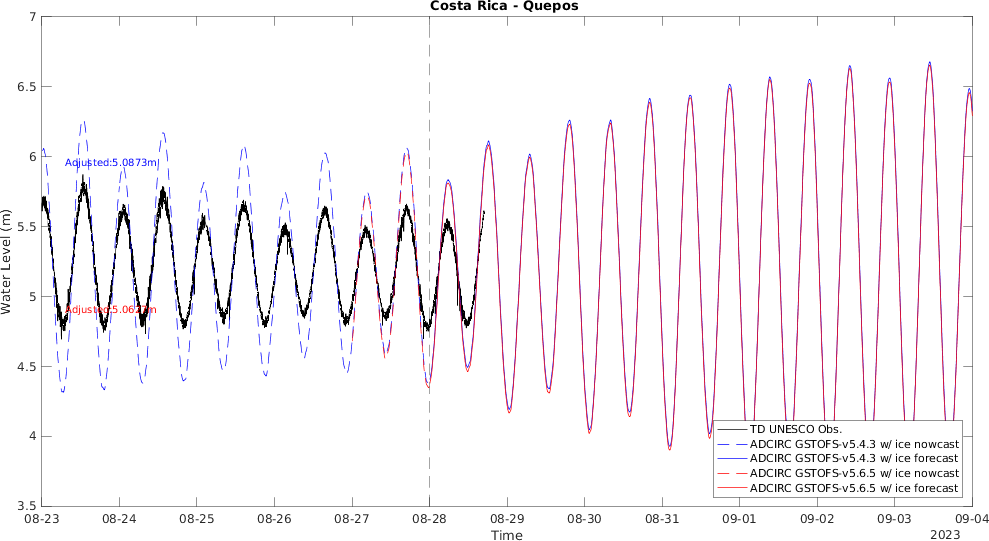 Costa Rica - Quepos
7
6.5
6
5.5
5
4.5
4
3.5
Water Level (m)
Adjusted:5.0873m
Adjusted:5.0627m
TD UNESCO Obs.
ADCIRC GSTOFS-v5.4.3 w/ ice nowcast
ADCIRC GSTOFS-v5.4.3 w/ ice forecast
ADCIRC GSTOFS-v5.6.5 w/ ice nowcast
ADCIRC GSTOFS-v5.6.5 w/ ice forecast
08-23 08-24 08-25 08-26 08-27 08-28 08-29 08-30 08-31 09-01 09-02 09-03 09-04
Time
2023